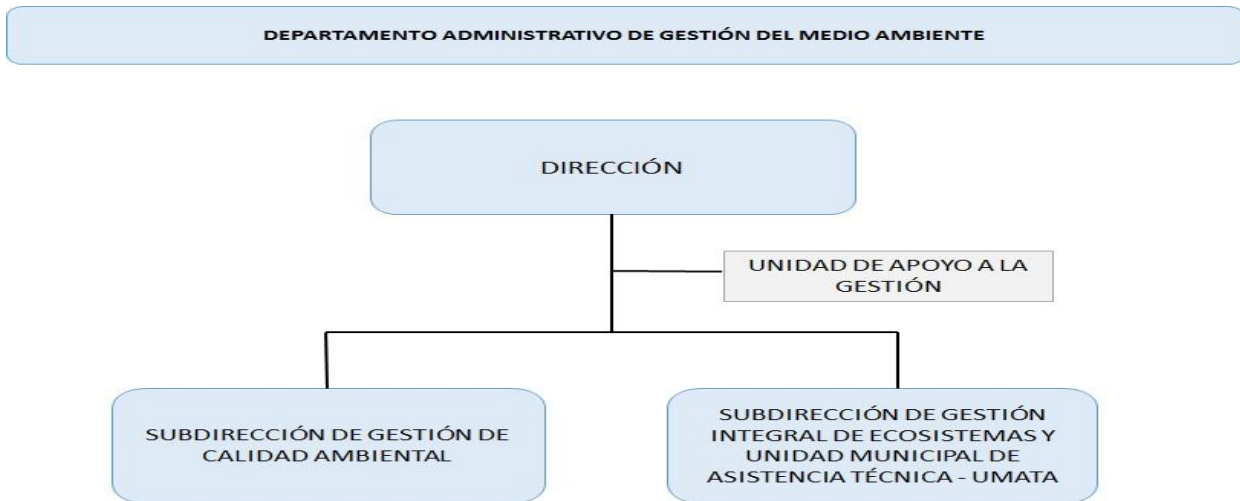 DEPARTAMENTO ADMINISTRATIVO DE GESTIÓN DEL MEDIO AMBIENTE
DIRECCIÓN
UNIDAD DE APOYO A LA
GESTIÓN
SUBDIRECCIÓN DE GESTIÓN DE
CALIDAD AMBIENTAL
SUBDIRECCIÓN DE GESTIÓN
INTEGRAL DE ECOSISTEMAS Y
UNIDAD MUNICIPAL DE
ASISTENCIA TÉCNICA - UMATA